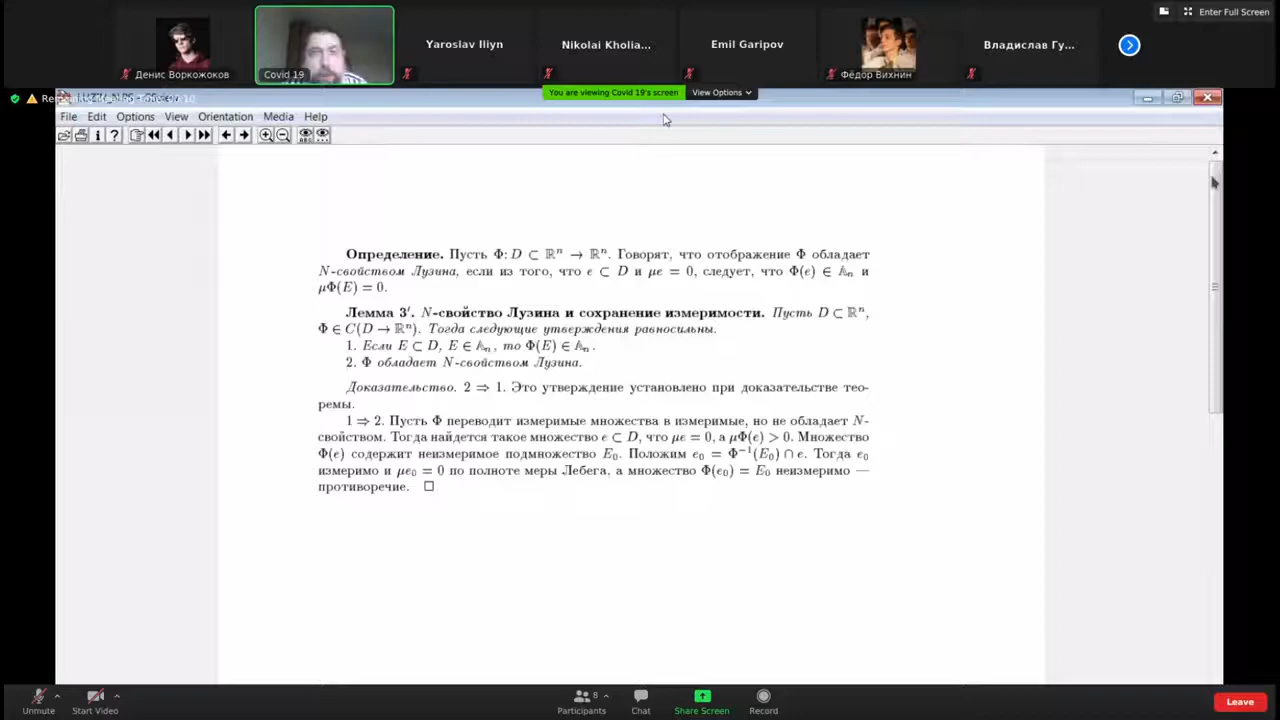 Enter Full Screen
Денис Воркожоков
Covid 19
Yaroslav Iliyn
Nikolai Kholia...
Emil Garipov
Фёдор Вихнин
Владислав Гу...
You are viewing Covid 19's screen
View Options
File Edit Options View Orientation Media Help
Определение. Пусть Φ: D ⊂ ℝⁿ → ℝⁿ. Говорят, что отображение Φ обладает
N-свойством Лузина, если из того, что e ⊂ D и μe = 0, следует, что Φ(e) ∈ 𝔸ₙ и
μΦ(E) = 0.
Лемма 3′. N-свойство Лузина и сохранение измеримости. Пусть D ⊂ ℝⁿ,
Φ ∈ C(D → ℝⁿ). Тогда следующие утверждения равносильны.
1. Если E ⊂ D, E ∈ 𝔸ₙ, то Φ(E) ∈ 𝔸ₙ.
2. Φ обладает N-свойством Лузина.
Доказательство. 2 ⇒ 1. Это утверждение установлено при доказательстве тео-
ремы.
1 ⇒ 2. Пусть Φ переводит измеримые множества в измеримые, но не обладает N-
свойством. Тогда найдется такое множество e ⊂ D, что μe = 0, а μΦ(e) > 0. Множество
Φ(e) содержит неизмеримое подмножество E₀. Положим e₀ = Φ⁻¹(E₀) ∩ e. Тогда e₀
измеримо и μe₀ = 0 по полноте меры Лебега, а множество Φ(e₀) = E₀ неизмеримо —
противоречие. □
Unmute
Start Video
Participants
8
Chat
Share Screen
Record
Leave